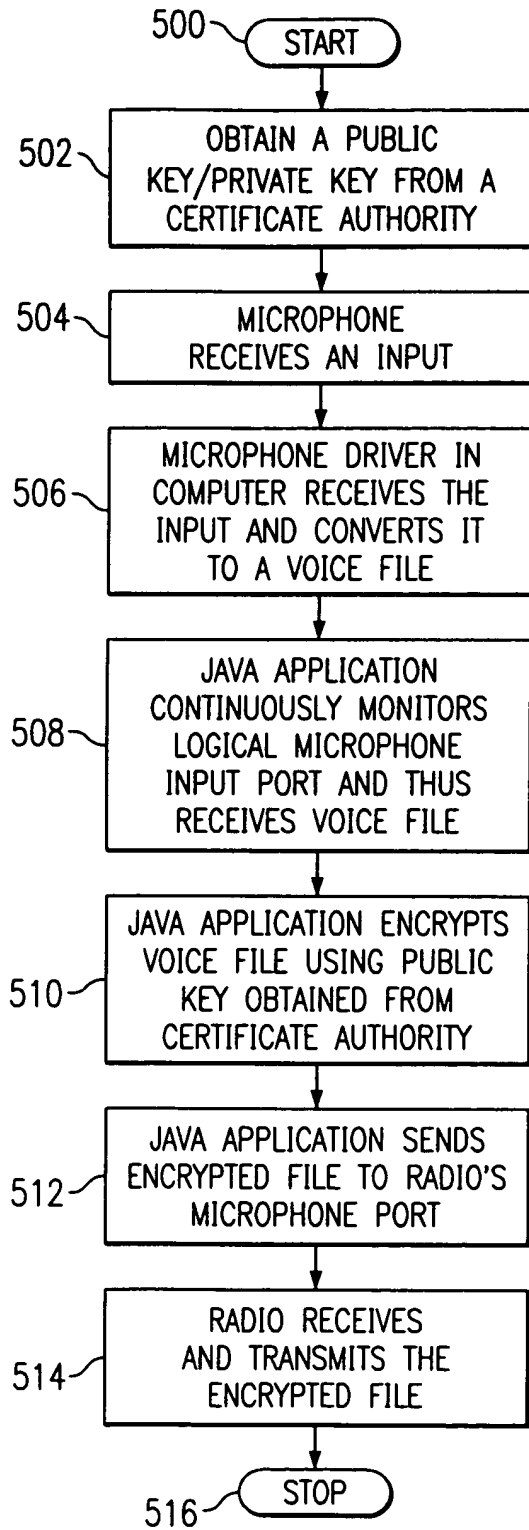 500
START
502
OBTAIN A PUBLIC
KEY/PRIVATE KEY FROM A
CERTIFICATE AUTHORITY
504
MICROPHONE
RECEIVES AN INPUT
506
MICROPHONE DRIVER IN
COMPUTER RECEIVES THE
INPUT AND CONVERTS IT
TO A VOICE FILE
508
JAVA APPLICATION
CONTINUOUSLY MONITORS
LOGICAL MICROPHONE
INPUT PORT AND THUS
RECEIVES VOICE FILE
510
JAVA APPLICATION ENCRYPTS
VOICE FILE USING PUBLIC
KEY OBTAINED FROM
CERTIFICATE AUTHORITY
512
JAVA APPLICATION SENDS
ENCRYPTED FILE TO RADIO'S
MICROPHONE PORT
514
RADIO RECEIVES
AND TRANSMITS THE
ENCRYPTED FILE
516
STOP